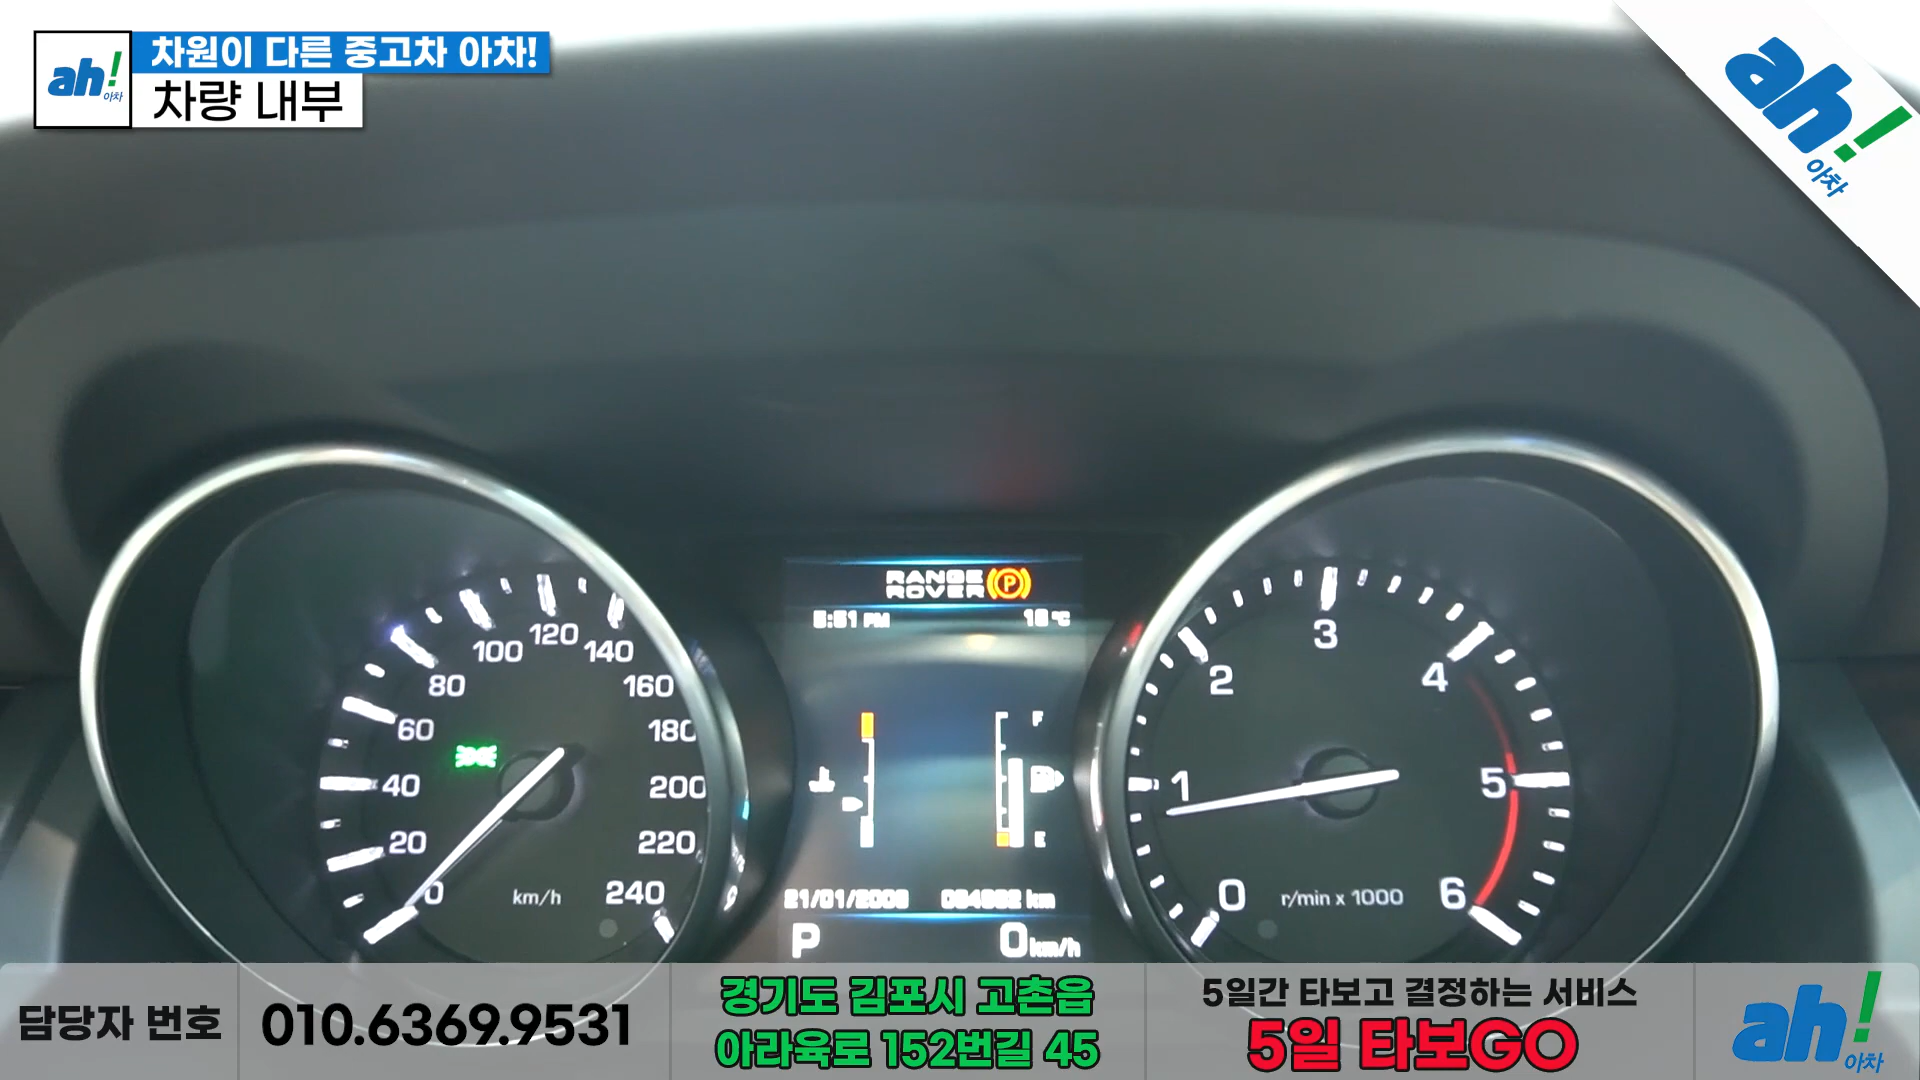 ah!
아차
차원이 다른 중고차 아차!
차량 내부
ah!
아차
RANGE
ROVER
P
PM
°C
0
20
40
60
80
100
120
140
160
180
200
220
240
km/h
F
E
21/01/
km
P
0km/h
0
1
2
3
4
5
6
r/min x 1000
담당자 번호
010.6369.9531
경기도 김포시 고촌읍
아라육로 152번길 45
5일간 타보고 결정하는 서비스
5일 타보GO
ah!
아차